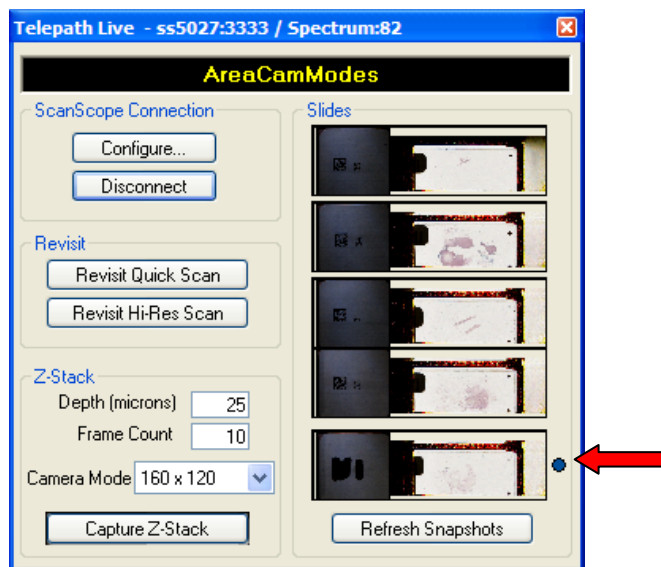 Telepath Live - ss5027:3333 / Spectrum:82
AreaCamModes
ScanScope Connection
Configure...
Disconnect
Revisit
Revisit Quick Scan
Revisit Hi-Res Scan
Z-Stack
Depth (microns) 25
Frame Count 10
Camera Mode 160 x 120
Capture Z-Stack
Slides
Refresh Snapshots